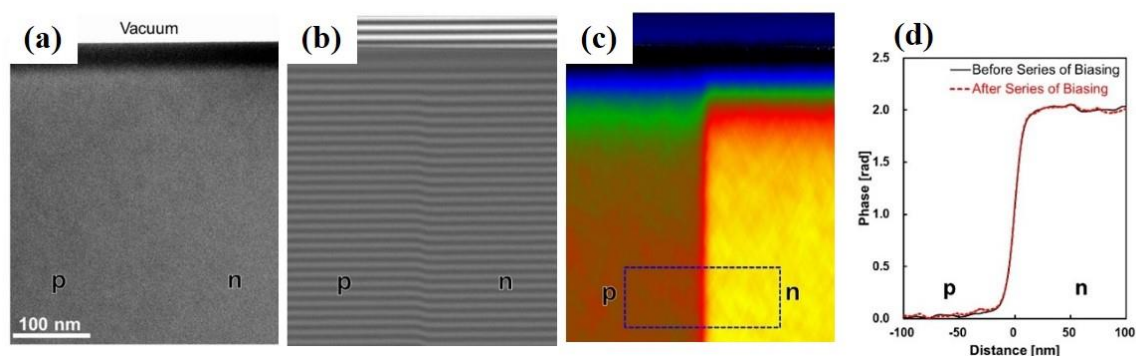 (a)
Vacuum
p
n
100 nm
(b)
p
n
(c)
p
n
(d)
Phase [rad]
2.5
2.0
1.5
1.0
0.5
0.0
Before Series of Biasing
After Series of Biasing
p
n
-100
-50
0
50
100
Distance [nm]